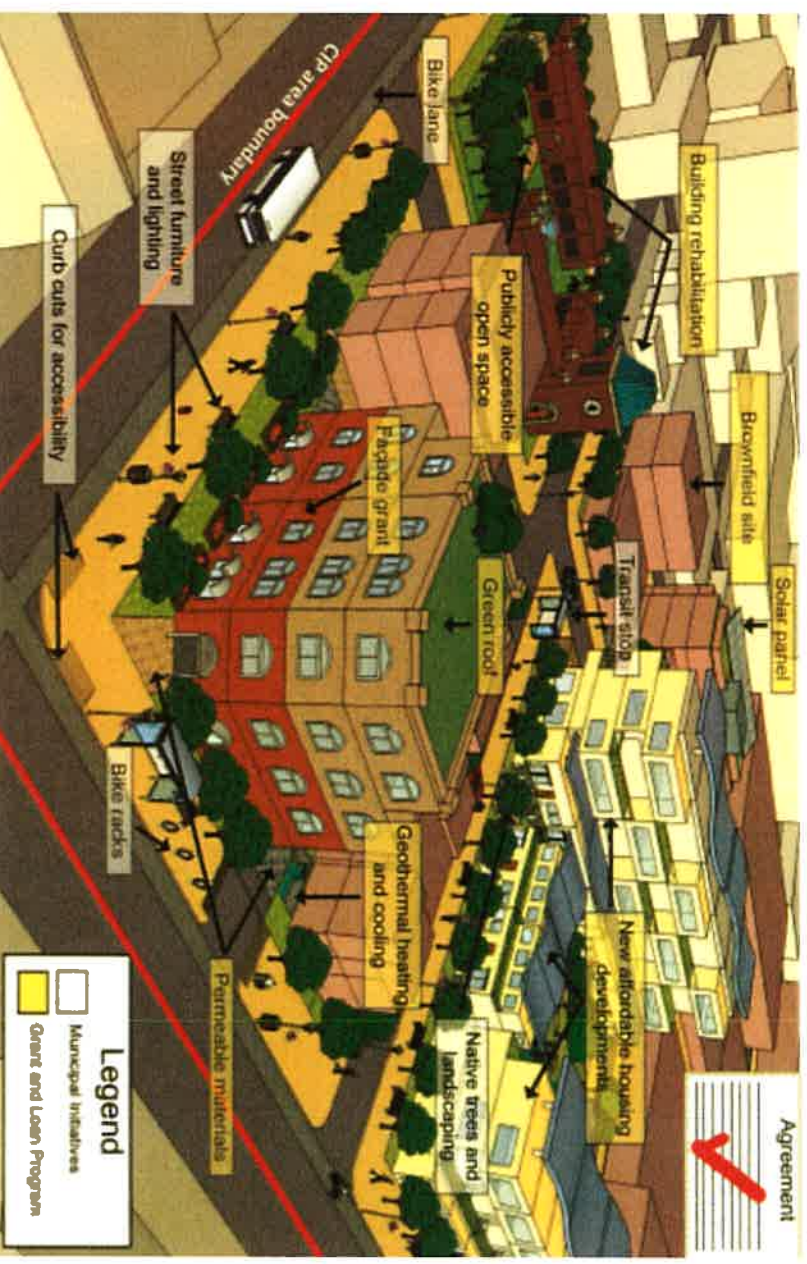 Agreement
Solar panel
Brownfield site
Building rehabilitation
Transit stop
New affordable housing
developments
Publicly accessible
open space
Green roof
Native trees and
landscaping
Bike lane
Façade grant
Geothermal heating
and cooling
CIP area boundary
Street furniture
and lighting
Permeable materials
Bike racks
Curb cuts for accessibility
Legend
Municipal Initiatives
Grant and Loan Program